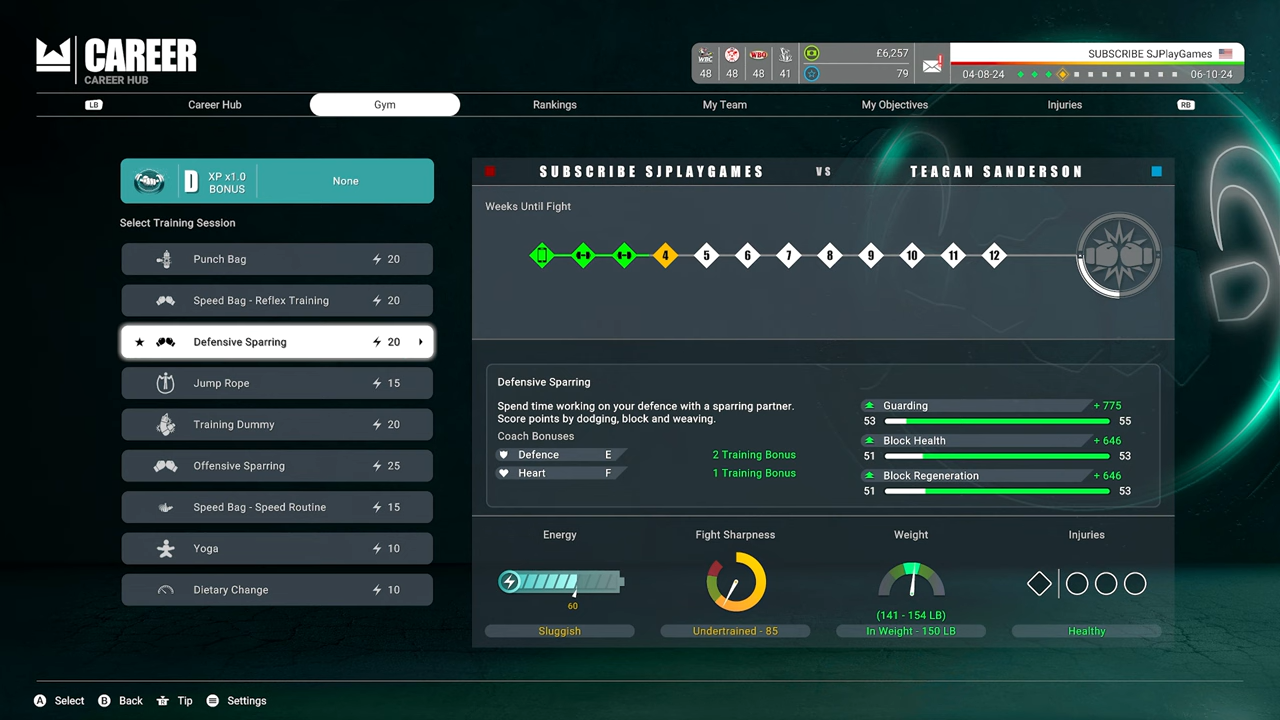 CAREER
CAREER HUB
WBC
WBO
48
48
48
41
£6,257
79
SUBSCRIBE SJPlayGames
04-08-24
06-10-24
LB
Career Hub
Gym
Rankings
My Team
My Objectives
Injuries
RB
D
XP x1.0
BONUS
None
Select Training Session
Punch Bag 20
Speed Bag - Reflex Training 20
Defensive Sparring 20
Jump Rope 15
Training Dummy 20
Offensive Sparring 25
Speed Bag - Speed Routine 15
Yoga 10
Dietary Change 10
SUBSCRIBE SJPLAYGAMES VS TEAGAN SANDERSON
Weeks Until Fight
4 5 6 7 8 9 10 11 12
Defensive Sparring
Spend time working on your defence with a sparring partner.
Score points by dodging, block and weaving.
Coach Bonuses
Defence E 2 Training Bonus
Heart F 1 Training Bonus
Guarding + 775
53 55
Block Health + 646
51 53
Block Regeneration + 646
51 53
Energy
60
Sluggish
Fight Sharpness
Undertrained - 85
Weight
(141 - 154 LB)
In Weight - 150 LB
Injuries
Healthy
A Select B Back Tip Settings